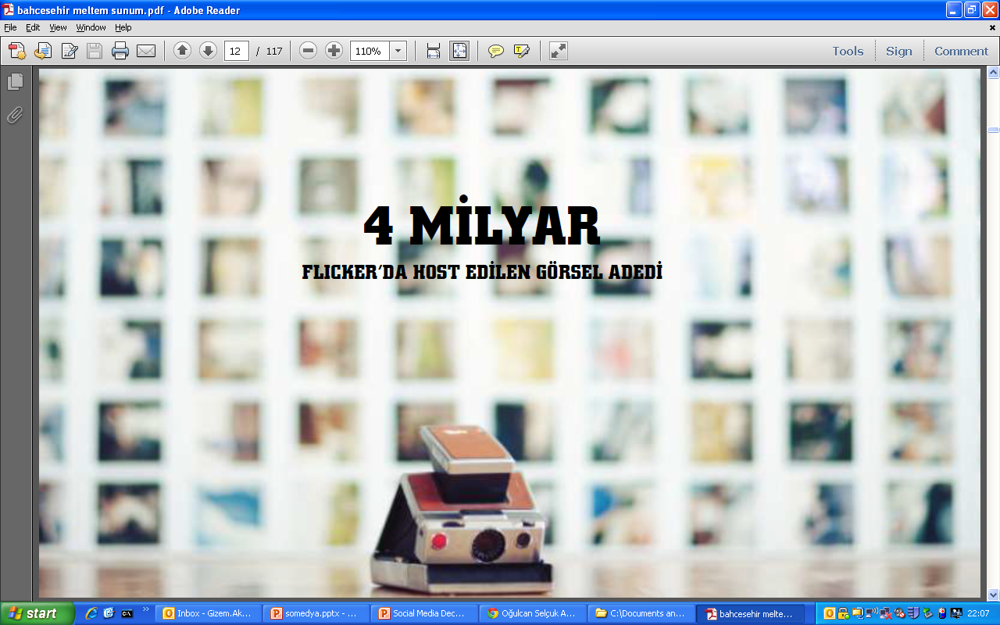 bahcesehir meltem sunum.pdf - Adobe Reader
File Edit View Window Help
12 / 117 110% Tools Sign Comment
4 MİLYAR
FLICKER'DA HOST EDİLEN GÖRSEL ADEDİ
start Inbox - Gizem.Ak... somedya.pptx - ... Social Media Dec... Oğulcan Selçuk A... C:\Documents an... bahcesehir melte... 22:07